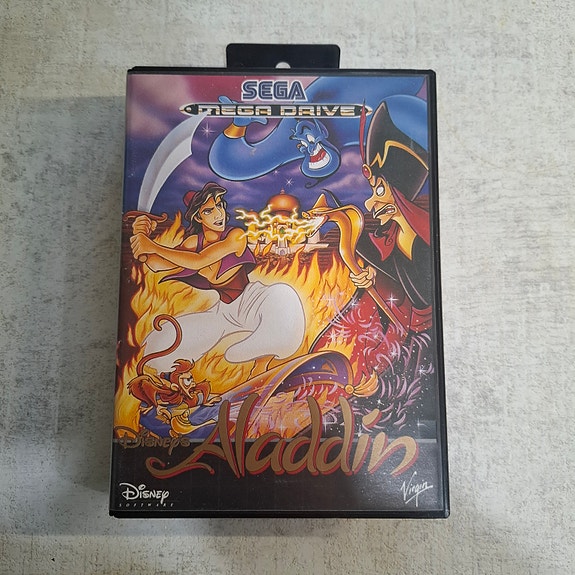 SEGA
MEGA DRIVE
DISNEY'S
Aladdin
DISNEY
SOFTWARE
Virgin